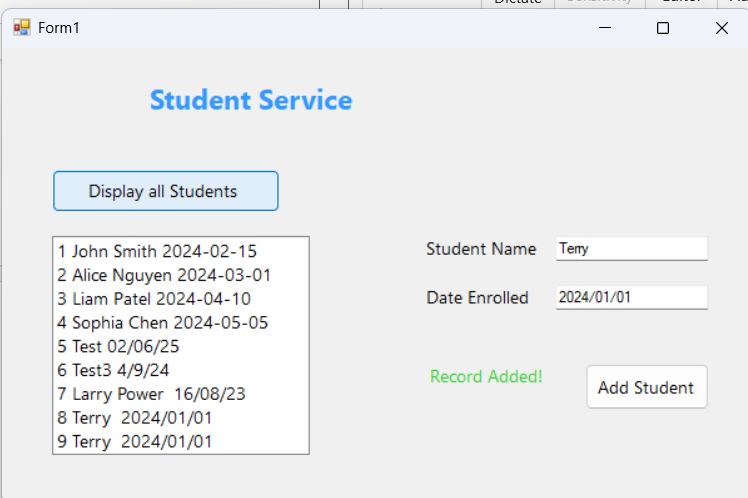 Dictate Sensitivity Editor
Form1
Student Service
Display all Students
1 John Smith 2024-02-15
2 Alice Nguyen 2024-03-01
3 Liam Patel 2024-04-10
4 Sophia Chen 2024-05-05
5 Test 02/06/25
6 Test3 4/9/24
7 Larry Power  16/08/23
8 Terry  2024/01/01
9 Terry  2024/01/01
Student Name Terry
Date Enrolled 2024/01/01
Record Added!
Add Student